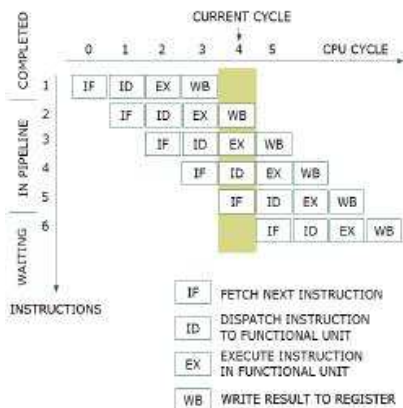 CURRENT CYCLE
0 1 2 3 4 5 CPU CYCLE
COMPLETED
IN PIPELINE
WAITING
1 IF ID EX WB
2 IF ID EX WB
3 IF ID EX WB
4 IF ID EX WB
5 IF ID EX WB
6 IF ID EX WB
INSTRUCTIONS
IF FETCH NEXT INSTRUCTION
ID DISPATCH INSTRUCTION
TO FUNCTIONAL UNIT
EX EXECUTE INSTRUCTION
IN FUNCTIONAL UNIT
WB WRITE RESULT TO REGISTER